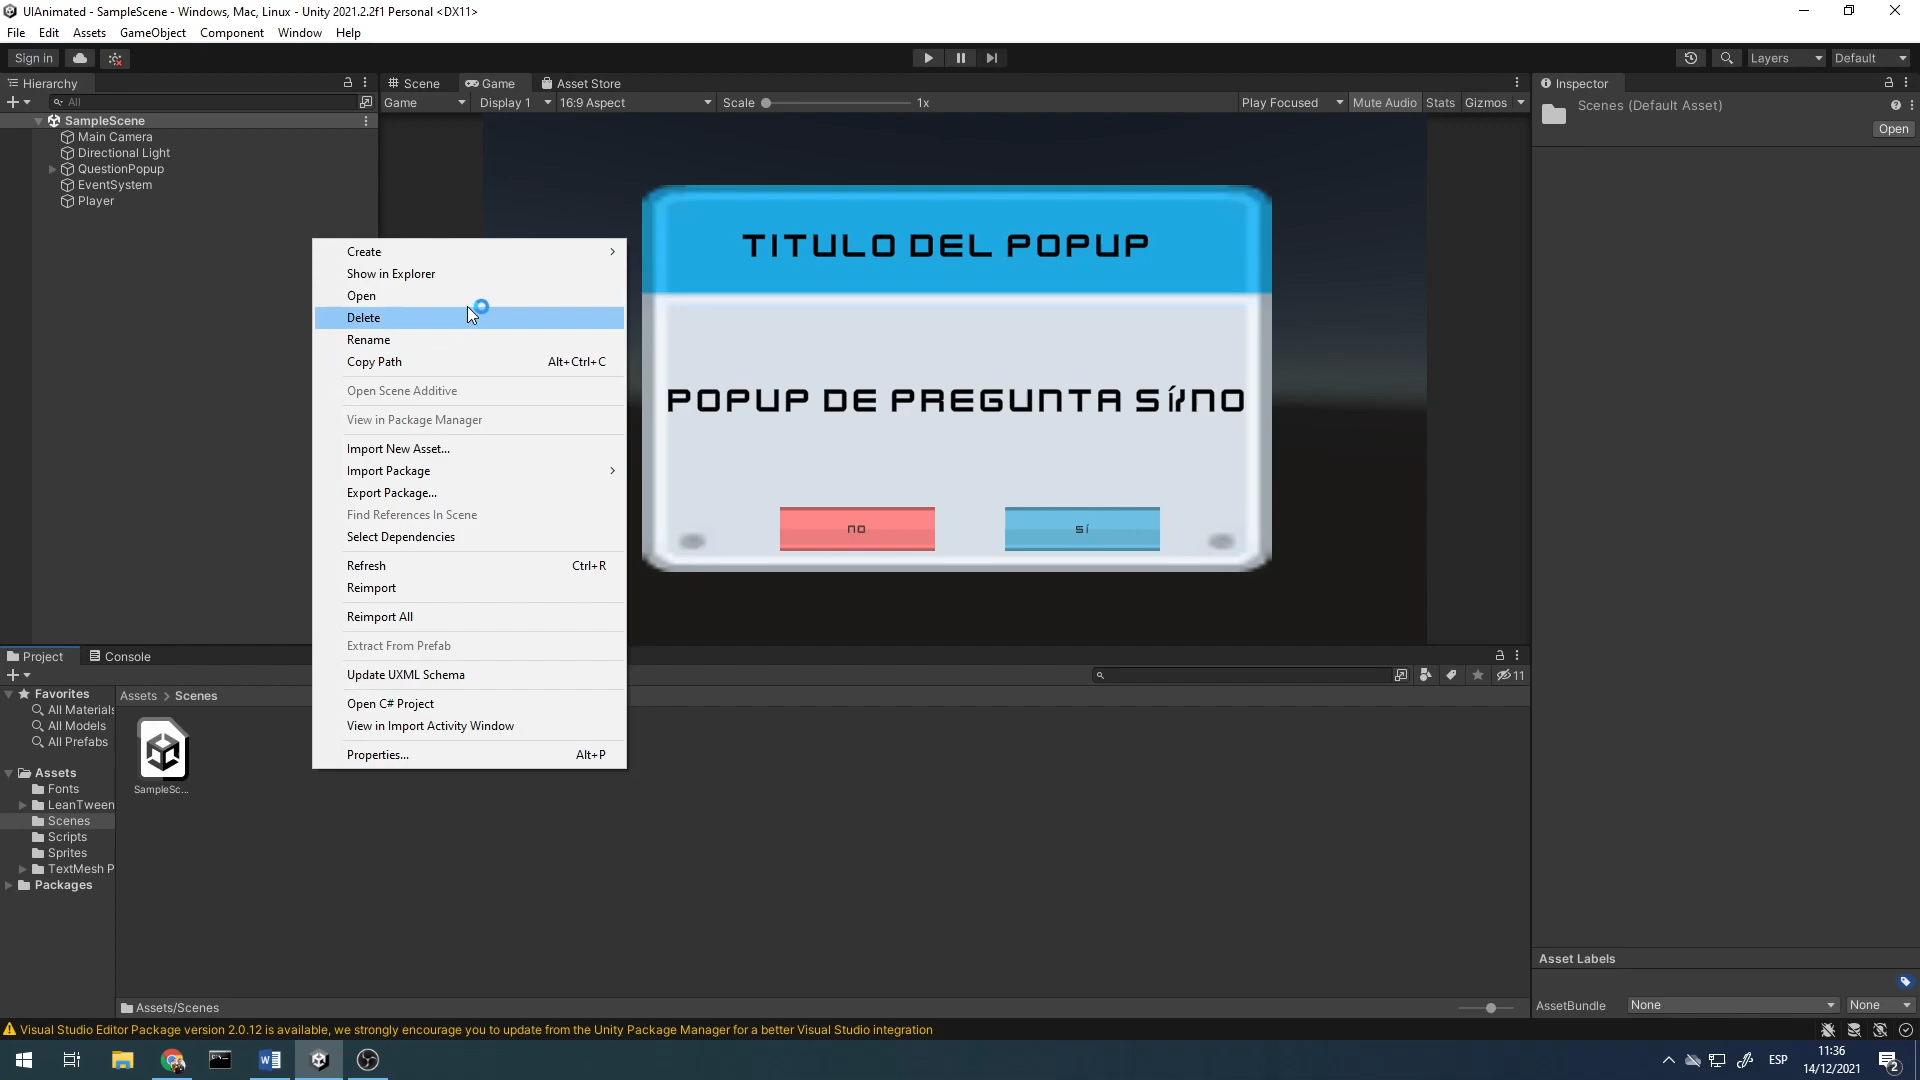 UIAnimated - SampleScene - Windows, Mac, Linux - Unity 2021.2.2f1 Personal <DX11>
File Edit Assets GameObject Component Window Help
Sign in
Layers Default
Hierarchy
All
SampleScene
Main Camera
Directional Light
QuestionPopup
EventSystem
Player
Scene Game Asset Store
Game Display 1 16:9 Aspect Scale 1x Play Focused Mute Audio Stats Gizmos
TITULO DEL POPUP
POPUP DE PREGUNTA SÍ/NO
NO
SÍ
Create
Show in Explorer
Open
Delete
Rename
Copy Path Alt+Ctrl+C
Open Scene Additive
View in Package Manager
Import New Asset...
Import Package
Export Package...
Find References In Scene
Select Dependencies
Refresh Ctrl+R
Reimport
Reimport All
Extract From Prefab
Update UXML Schema
Open C# Project
View in Import Activity Window
Properties... Alt+P
Inspector
Scenes (Default Asset)
Open
Project Console
11
Favorites
All Materials
All Models
All Prefabs
Assets
Fonts
LeanTween
Scenes
Scripts
Sprites
TextMesh P
Packages
Assets > Scenes
SampleSc...
Assets/Scenes
Asset Labels
AssetBundle None None
Visual Studio Editor Package version 2.0.12 is available, we strongly encourage you to update from the Unity Package Manager for a better Visual Studio integration
ESP
11:36
14/12/2021
2